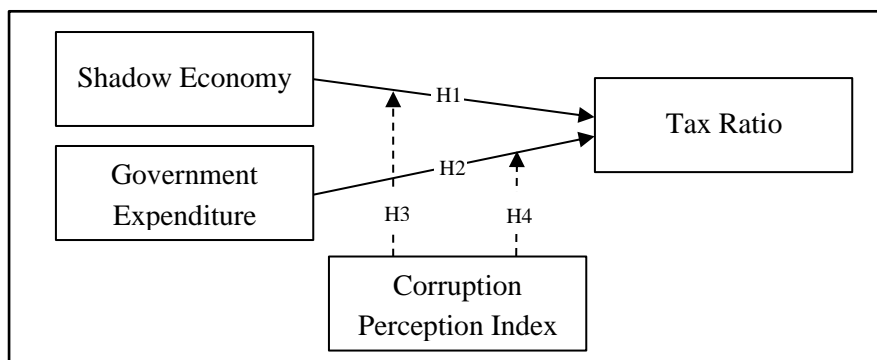 Shadow Economy
H1
Tax Ratio
Government
Expenditure
H2
H3
H4
Corruption
Perception Index